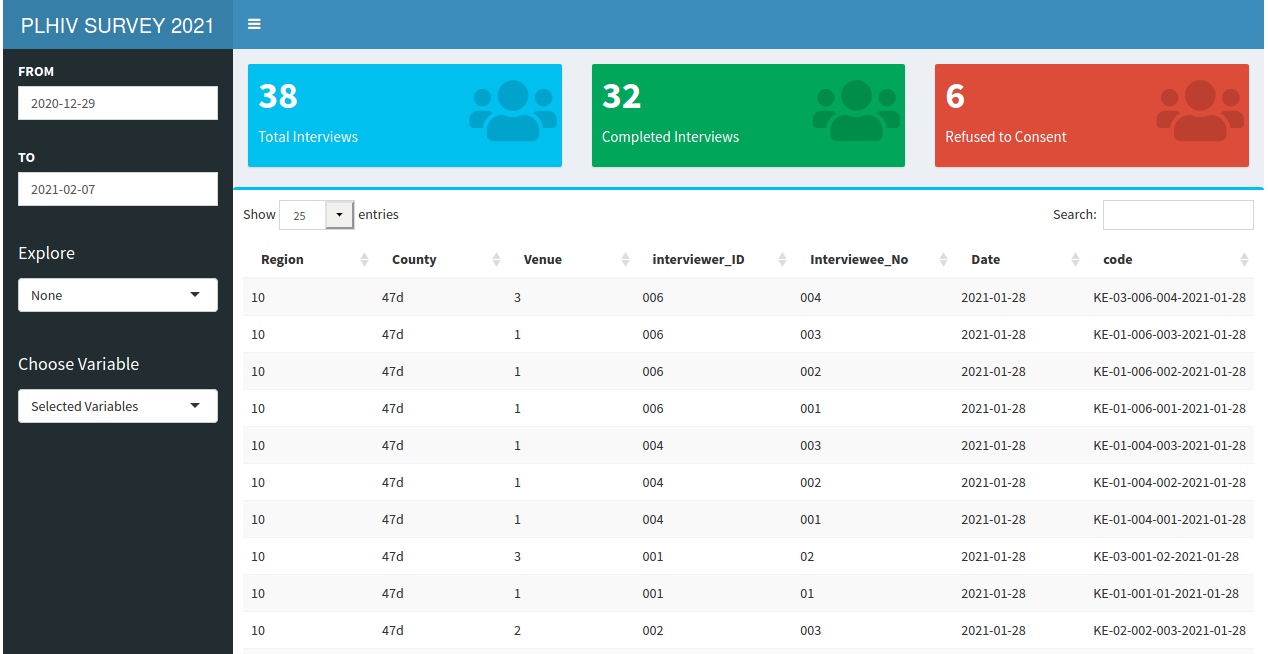 PLHIV SURVEY 2021
FROM
2020-12-29
TO
2021-02-07
Explore
None
Choose Variable
Selected Variables
38
Total Interviews
32
Completed Interviews
6
Refused to Consent
Show 25 entries
Search:
Region County Venue interviewer_ID Interviewee_No Date code
10 47d 3 006 004 2021-01-28 KE-03-006-004-2021-01-28
10 47d 1 006 003 2021-01-28 KE-01-006-003-2021-01-28
10 47d 1 006 002 2021-01-28 KE-01-006-002-2021-01-28
10 47d 1 006 001 2021-01-28 KE-01-006-001-2021-01-28
10 47d 1 004 003 2021-01-28 KE-01-004-003-2021-01-28
10 47d 1 004 002 2021-01-28 KE-01-004-002-2021-01-28
10 47d 1 004 001 2021-01-28 KE-01-004-001-2021-01-28
10 47d 3 001 02 2021-01-28 KE-03-001-02-2021-01-28
10 47d 1 001 01 2021-01-28 KE-01-001-01-2021-01-28
10 47d 2 002 003 2021-01-28 KE-02-002-003-2021-01-28